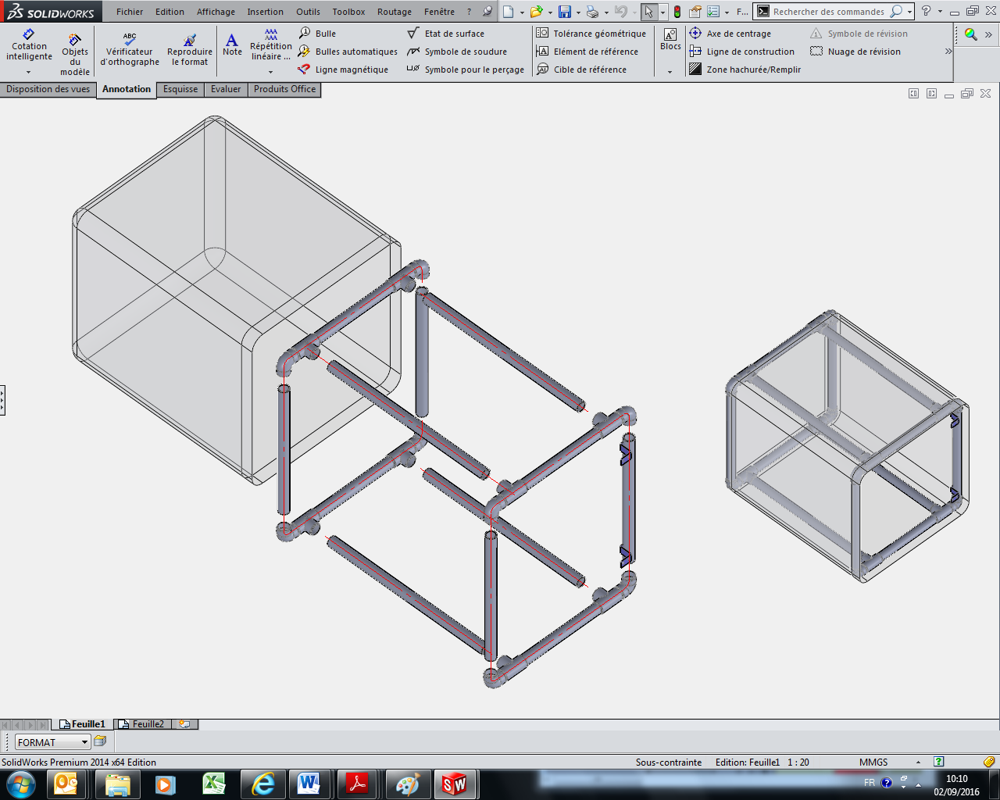 SOLIDWORKS Fichier Edition Affichage Insertion Outils Toolbox Routage Fenêtre ? F... Rechercher des commandes ?
Cotation intelligente
Objets du modèle
ABC
Vérificateur d'orthographe
Reproduire le format
A
Note
AAA
AAA
Répétition linéaire ...
Bulle
Bulles automatiques
Ligne magnétique
Etat de surface
Symbole de soudure
Symbole pour le perçage
Tolérance géométrique
Elément de référence
Cible de référence
Blocs
Axe de centrage
Ligne de construction
Zone hachurée/Remplir
Symbole de révision
Nuage de révision
Disposition des vues Annotation Esquisse Evaluer Produits Office
Feuille1 Feuille2
FORMAT
SolidWorks Premium 2014 x64 Edition Sous-contrainte Edition: Feuille1 1 : 20 MMGS ?
FR ? 10:10
02/09/2016